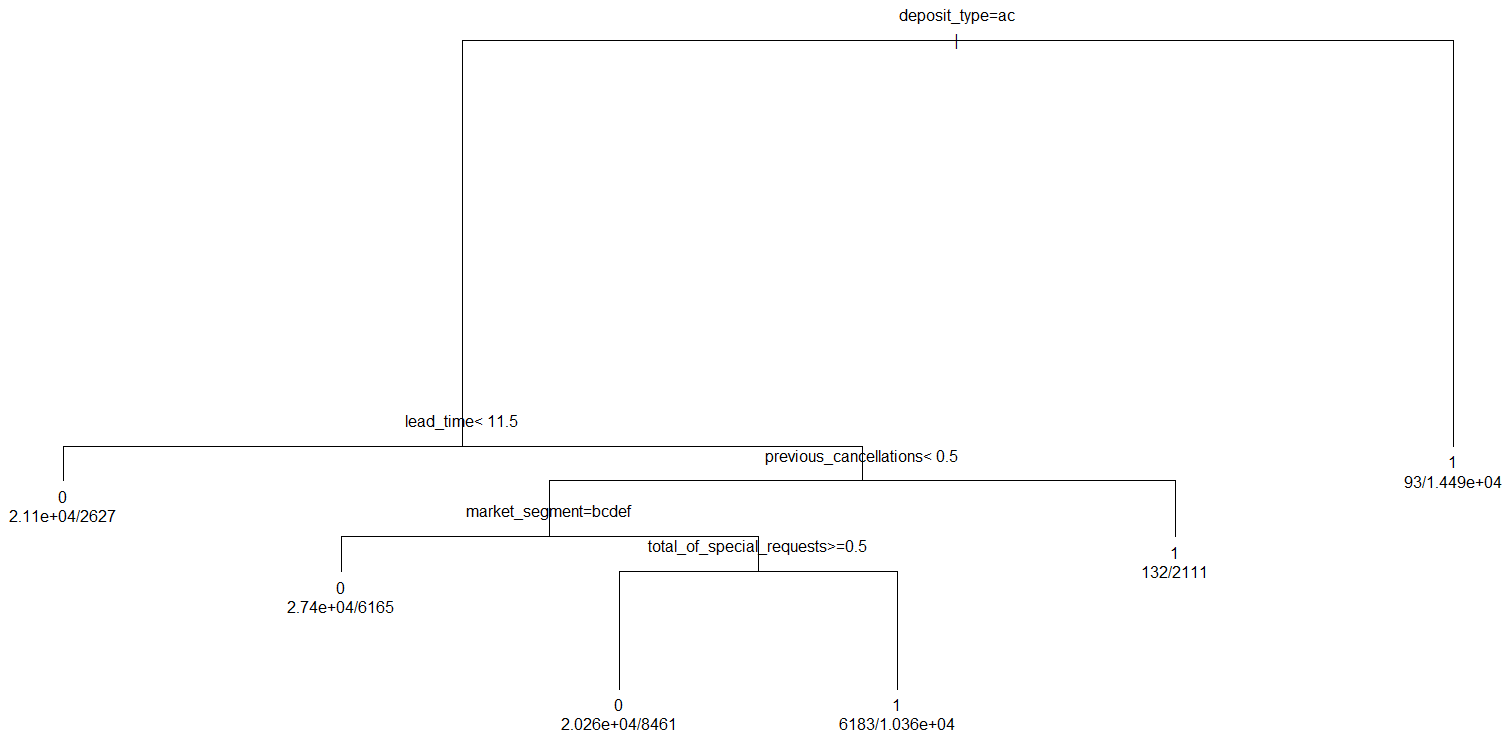 deposit_type=ac
lead_time< 11.5
previous_cancellations< 0.5
1
93/1.449e+04
0
2.11e+04/2627
market_segment=bcdef
total_of_special_requests>=0.5
1
132/2111
0
2.74e+04/6165
0
2.026e+04/8461
1
6183/1.036e+04